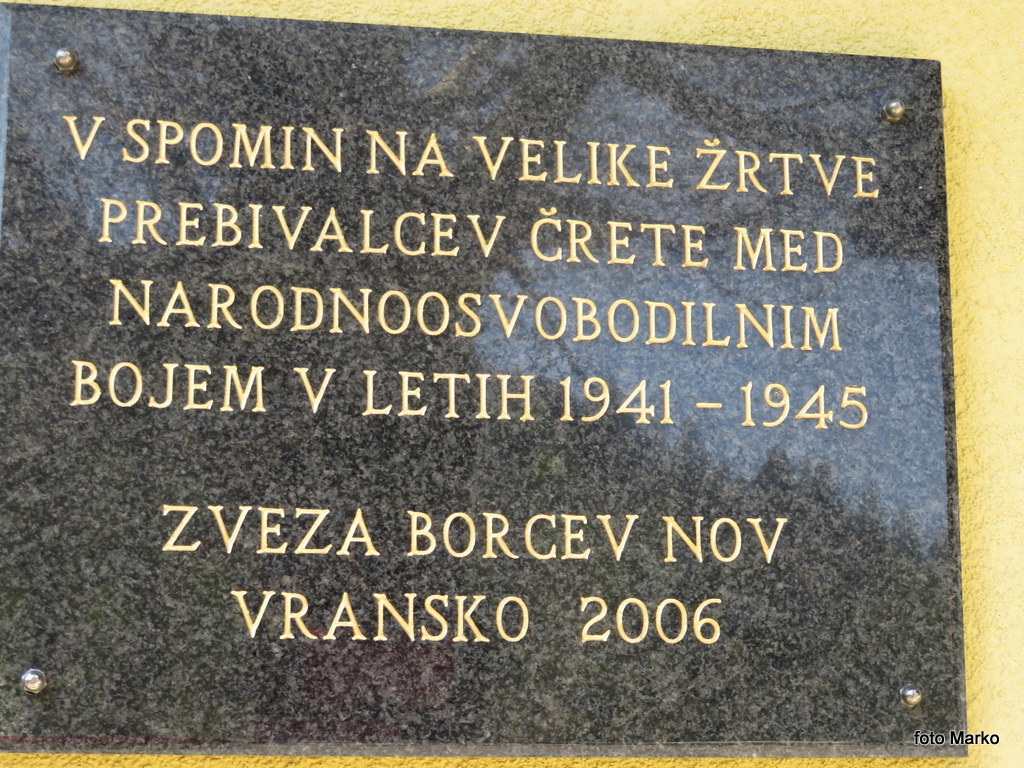 V SPOMIN NA VELIKE ŽRTVE
PREBIVALCEV ČRETE MED
NARODNOOSVOBODILNIM
BOJEM V LETIH 1941 - 1945
ZVEZA BORCEV NOV
VRANSKO 2006
foto Marko